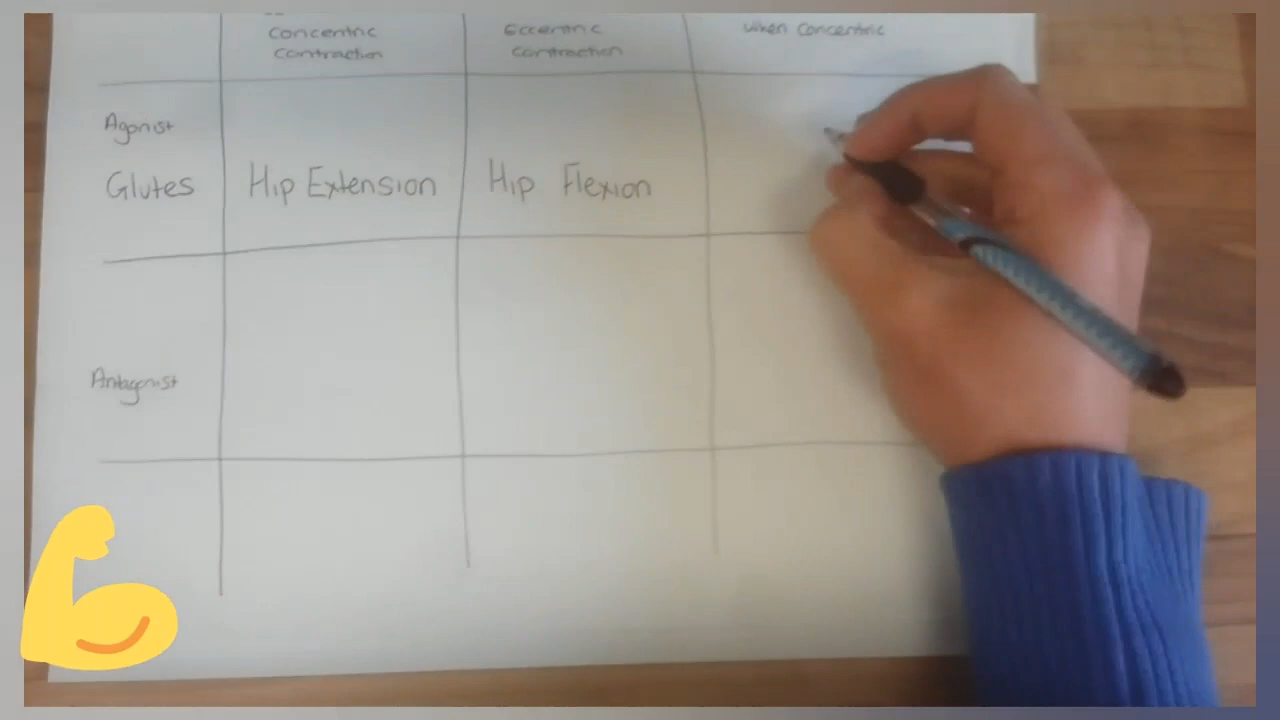 Concentric
Contraction
Eccentric
Contraction
when concentric
Agonist
Glutes
Hip Extension
Hip Flexion
Antagonist